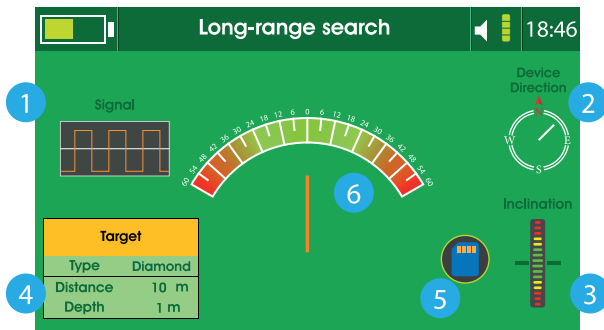 Long-range search
18:46
1
Signal
Device
Direction
2
A
N
W
E
S
60 54 48 42 36 30 24 18 12 6 0 6 12 18 24 30 36 42 48 54 60
6
Inclination
Target
Type Diamond
Distance 10 m
Depth 1 m
4
5
3